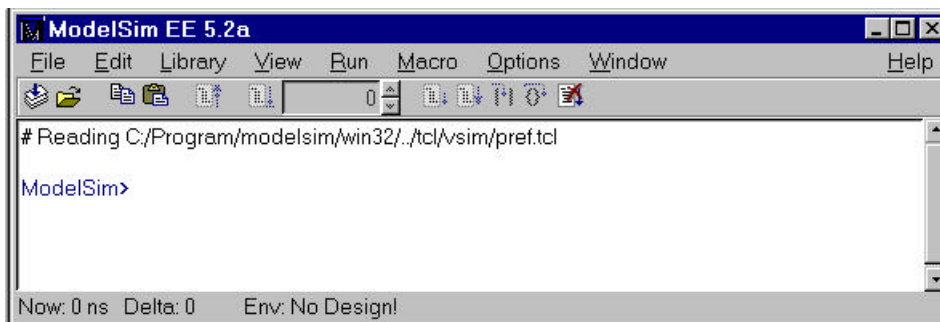 ModelSim EE 5.2a
File Edit Library View Run Macro Options Window Help
0
# Reading C:/Program/modelsim/win32/../tcl/vsim/pref.tcl
ModelSim>
Now: 0 ns Delta: 0 Env: No Design!